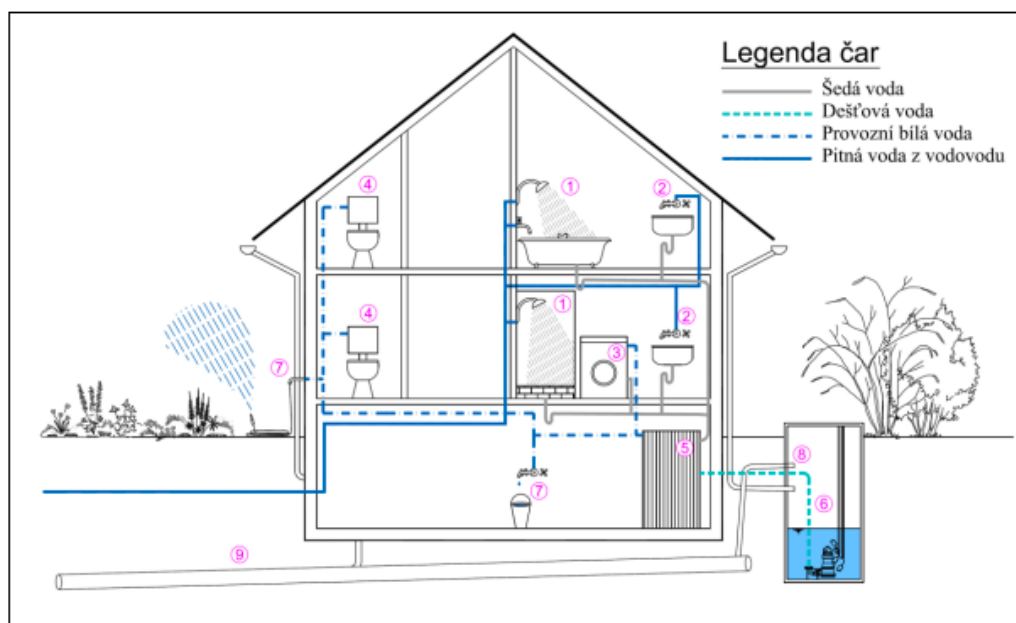 Legenda čar
Šedá voda
Dešťová voda
Provozní bílá voda
Pitná voda z vodovodu
④
①
②
④
①
②
⑦
③
⑤
⑧
⑦
⑥
⑨